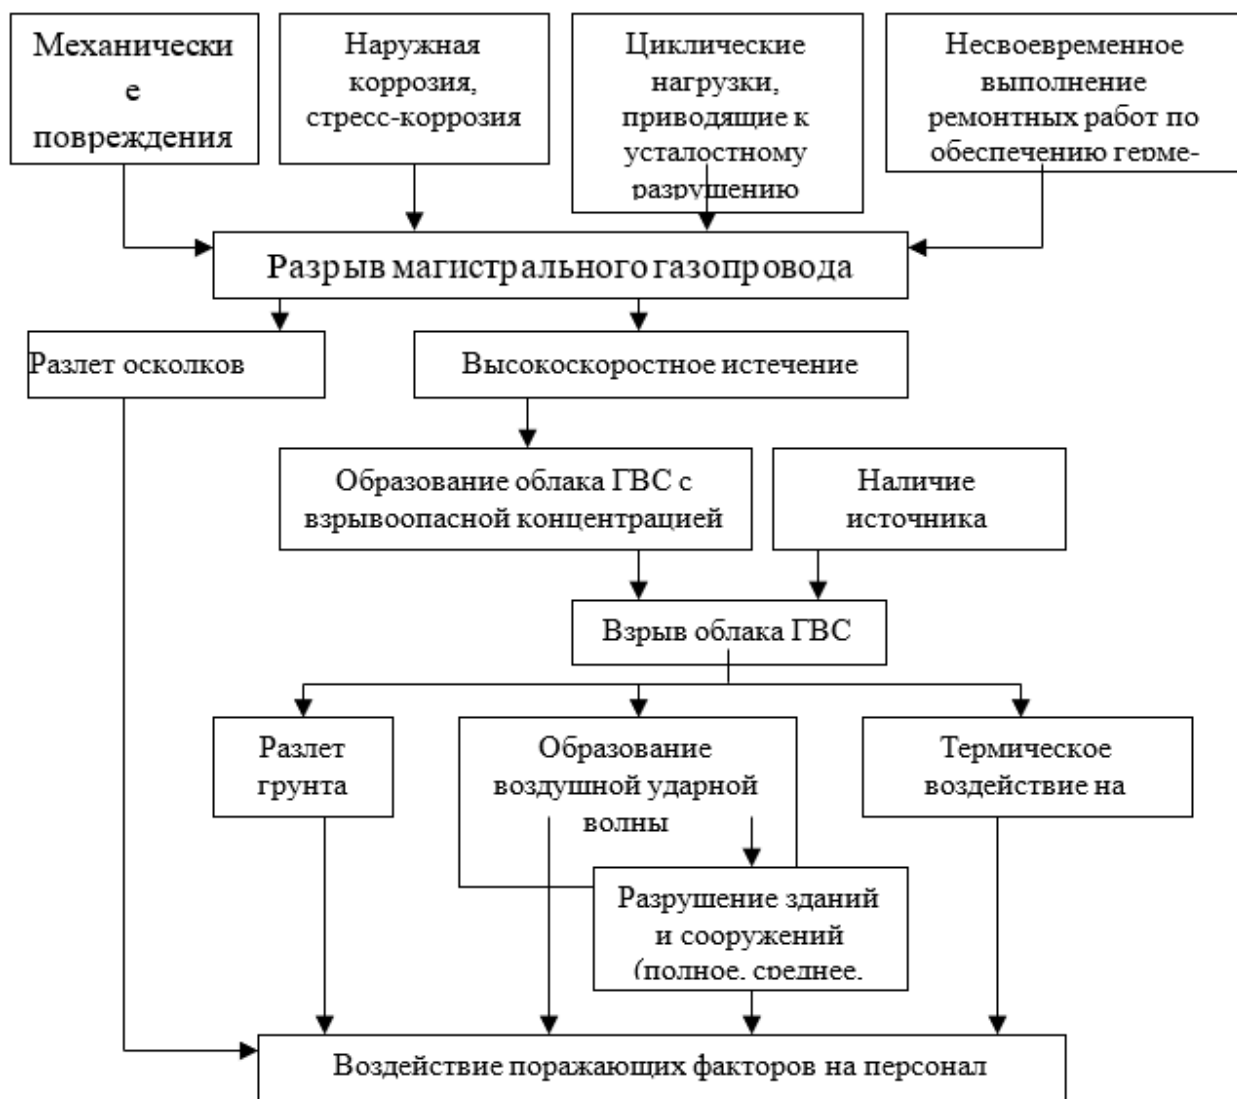 Механически
е
повреждения
Наружная
коррозия,
стресс-коррозия
Циклические
нагрузки,
приводящие к
усталостному
разрушению
Несвоевременное
выполнение
ремонтных работ по
обеспечению герме-
Разрыв магистрального газопровода
Разлет осколков
Высокоскоростное истечение
Образование облака ГВС с
взрывоопасной концентрацией
Наличие
источника
Взрыв облака ГВС
Разлет
грунта
Образование
воздушной ударной
волны
Термическое
воздействие на
Разрушение зданий
и сооружений
(полное, среднее,
Воздействие поражающих факторов на персонал